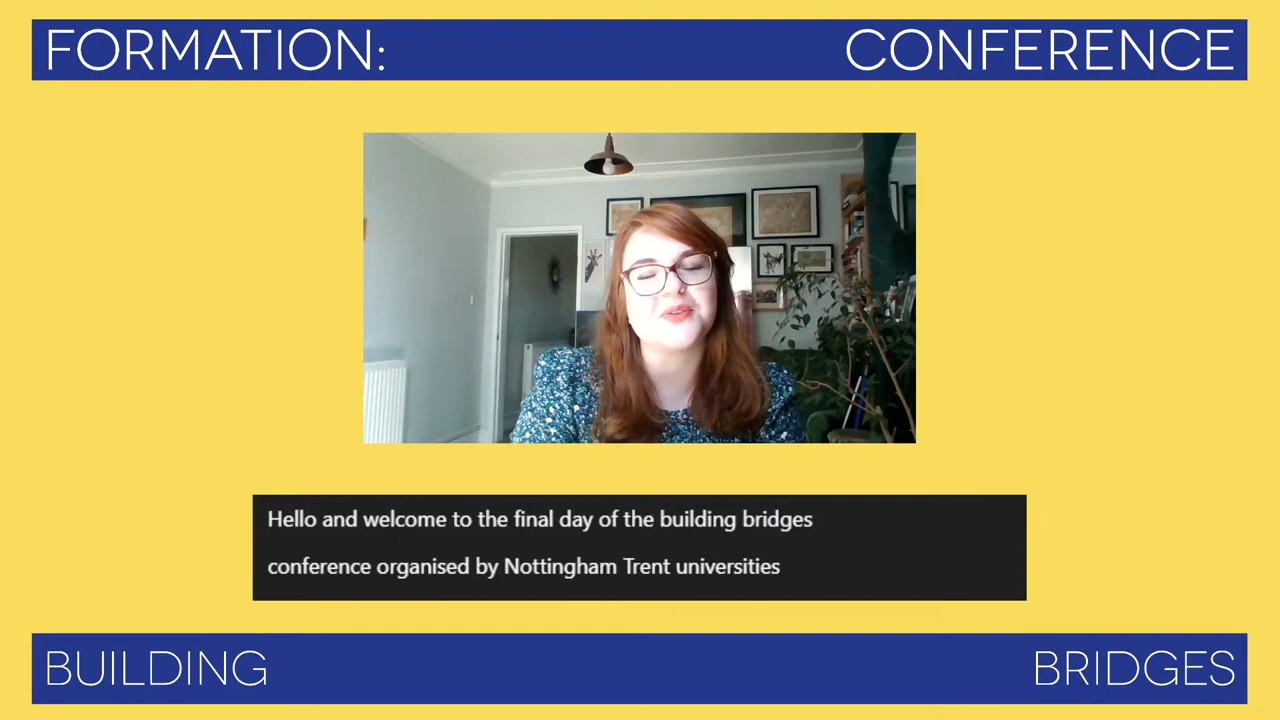 FORMATION: CONFERENCE
Hello and welcome to the final day of the building bridges
conference organised by Nottingham Trent universities
BUILDING BRIDGES